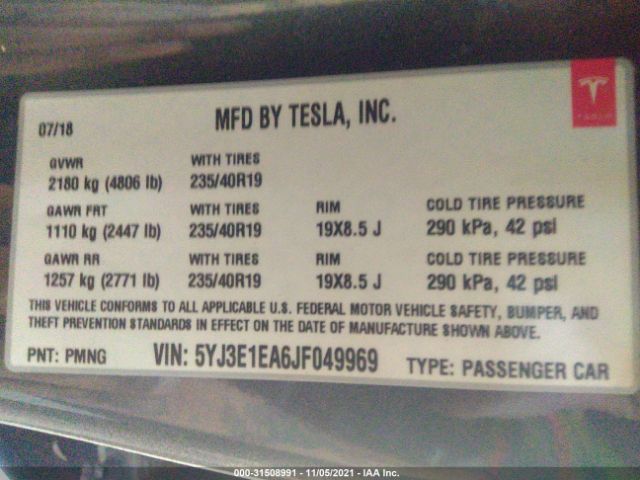 07/18
MFD BY TESLA, INC.
TESLA
GVWR WITH TIRES
2180 kg (4806 lb) 235/40R19
GAWR FRT WITH TIRES RIM COLD TIRE PRESSURE
1110 kg (2447 lb) 235/40R19 19X8.5 J 290 kPa, 42 psi
GAWR RR WITH TIRES RIM COLD TIRE PRESSURE
1257 kg (2771 lb) 235/40R19 19X8.5 J 290 kPa, 42 psi
THIS VEHICLE CONFORMS TO ALL APPLICABLE U.S. FEDERAL MOTOR VEHICLE SAFETY, BUMPER, AND
THEFT PREVENTION STANDARDS IN EFFECT ON THE DATE OF MANUFACTURE SHOWN ABOVE.
PNT: PMNG VIN: 5YJ3E1EA6JF049969 TYPE: PASSENGER CAR
000-31508991 - 11/05/2021 - IAA Inc.